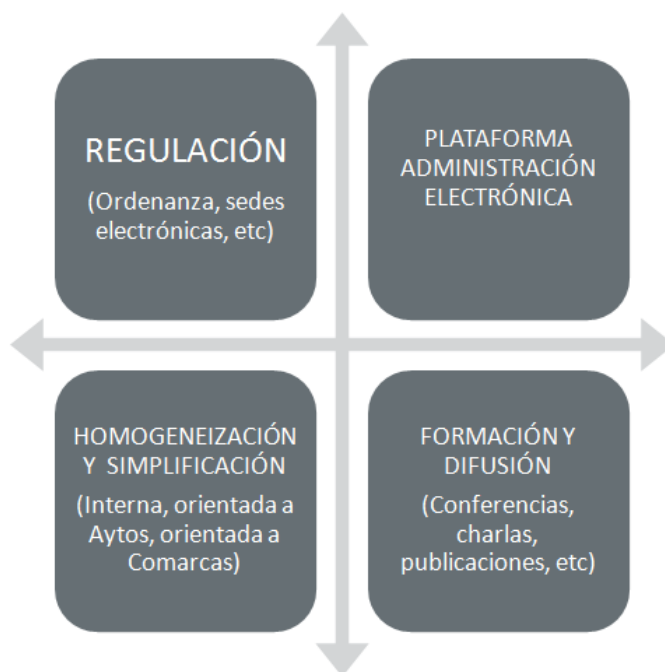 REGULACIÓN
(Ordenanza, sedes
electrónicas, etc)
PLATAFORMA
ADMINISTRACIÓN
ELECTRÓNICA
HOMOGENEIZACIÓN
Y SIMPLIFICACIÓN
(Interna, orientada a
Aytos, orientada a
Comarcas)
FORMACIÓN Y
DIFUSIÓN
(Conferencias,
charlas,
publicaciones, etc)